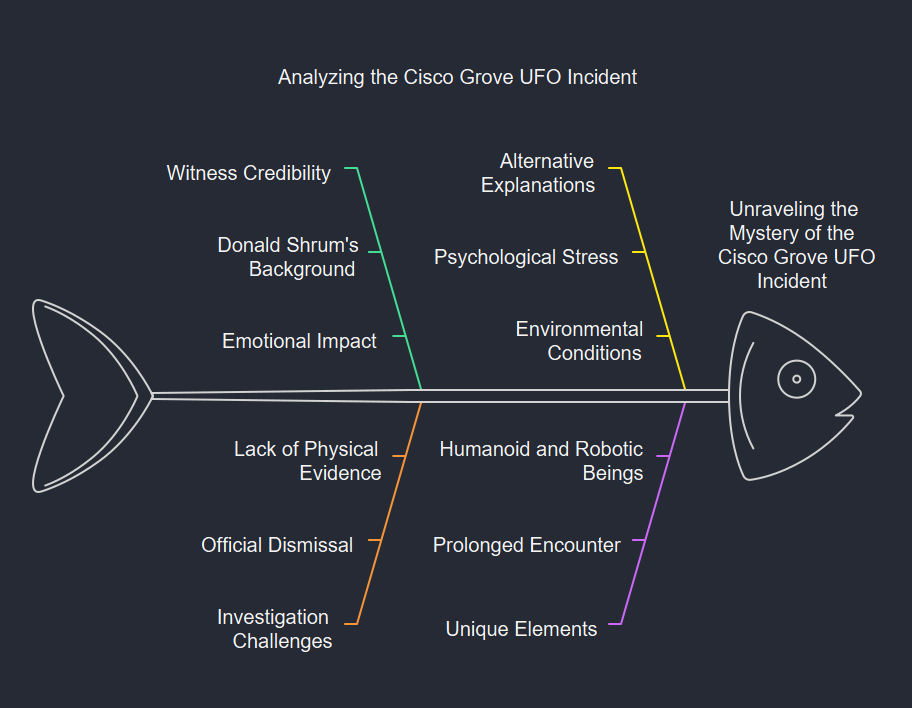 Analyzing the Cisco Grove UFO Incident
Witness Credibility
Donald Shrum's
Background
Emotional Impact
Alternative
Explanations
Psychological Stress
Environmental
Conditions
Unraveling the
Mystery of the
Cisco Grove UFO
Incident
Lack of Physical
Evidence
Official Dismissal
Investigation
Challenges
Humanoid and Robotic
Beings
Prolonged Encounter
Unique Elements